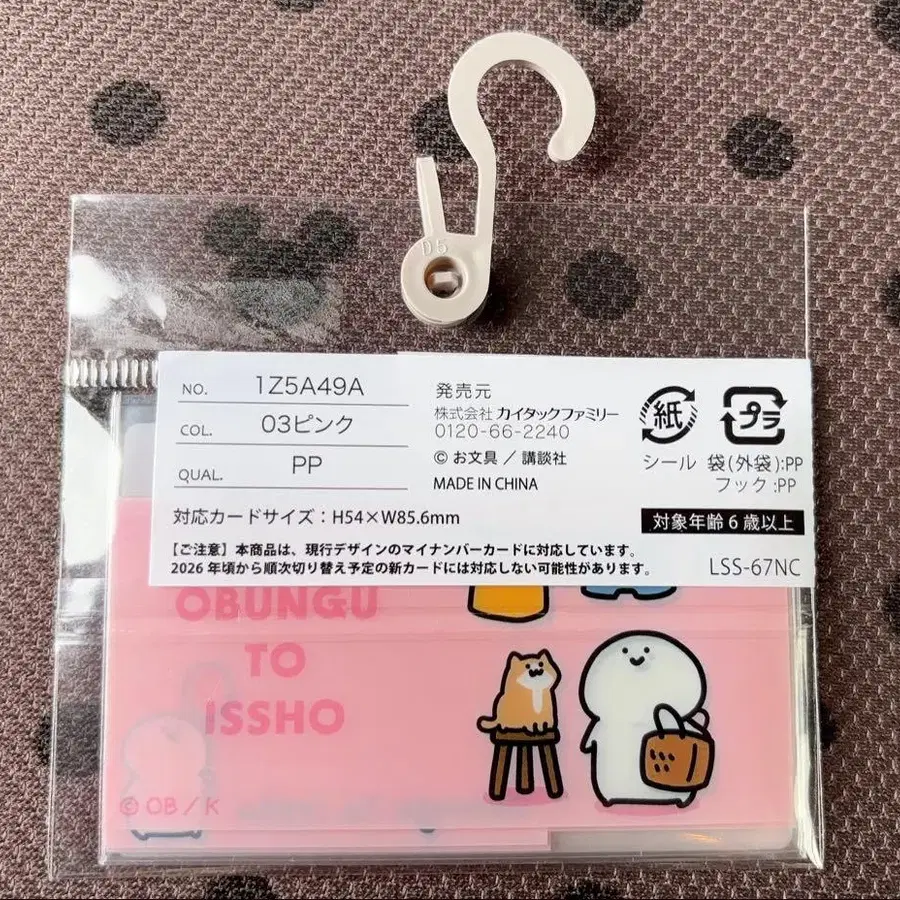 D5
NO. 1Z5A49A
COL. 03ピンク
QUAL. PP
発売元
株式会社 カイタックファミリー
0120-66-2240
© お文具 / 講談社
MADE IN CHINA
紙
プラ
シール 袋(外袋):PP
フック:PP
対応カードサイズ：H54×W85.6mm
対象年齢6歳以上
【ご注意】本商品は、現行デザインのマイナンバーカードに対応しています。
2026年頃から順次切り替え予定の新カードには対応しない可能性があります。
LSS-67NC
OBUNGU
TO
ISSHO
© OB / K